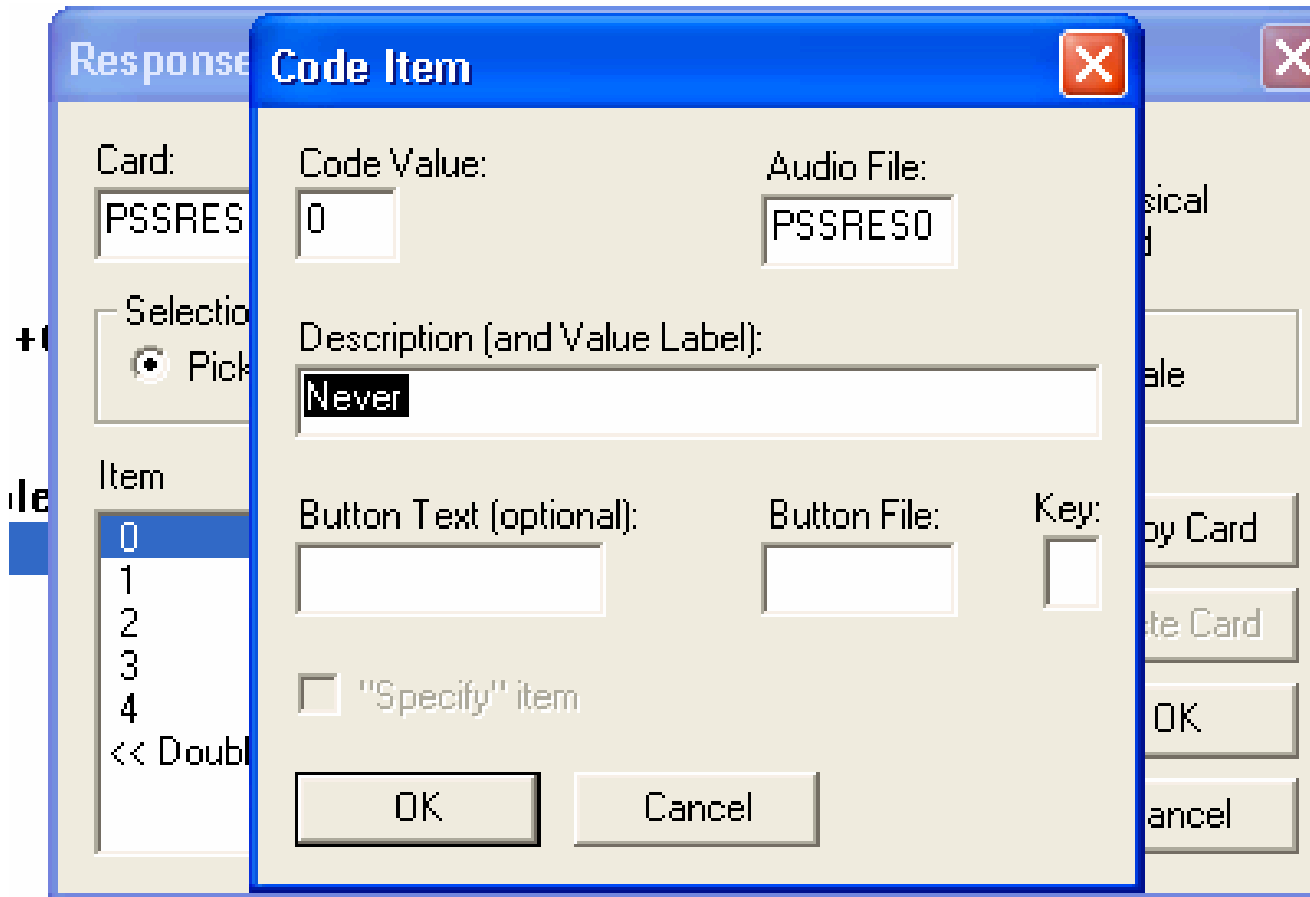 Response
Code Item
Card:
PSSRES
Code Value:
0
Audio File:
PSSRES0
sical
d
Selectio
Pick
Description (and Value Label):
Never
ale
Item
0
1
2
3
4
<< Doubl
Button Text (optional):
Button File:
Key:
py Card
te Card
"Specify" item
OK
Cancel
OK
ancel